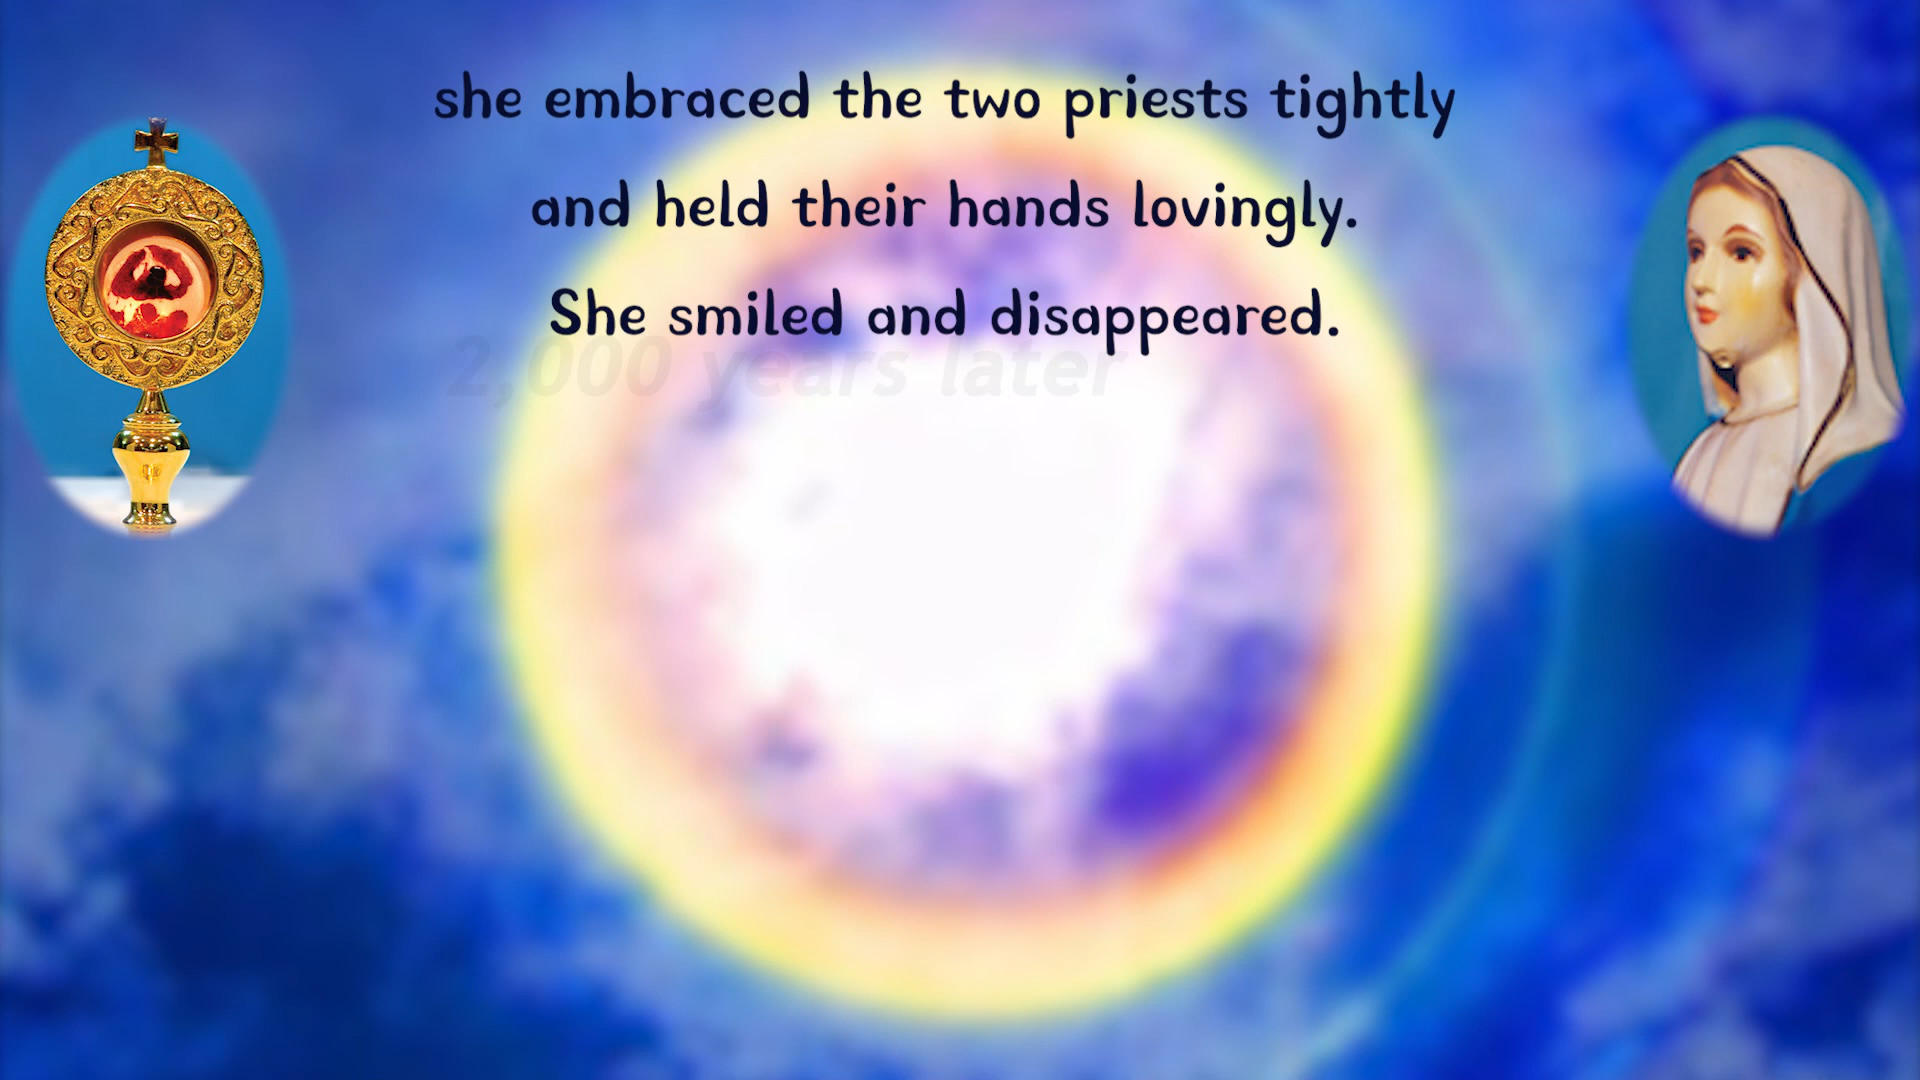 she embraced the two priests tightly
and held their hands lovingly.
She smiled and disappeared.
2,000 years later